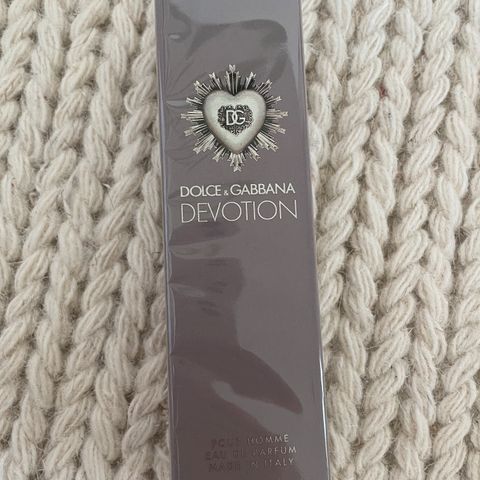 DG
DOLCE & GABBANA
DEVOTION
POUR HOMME
EAU DE PARFUM
MADE IN ITALY